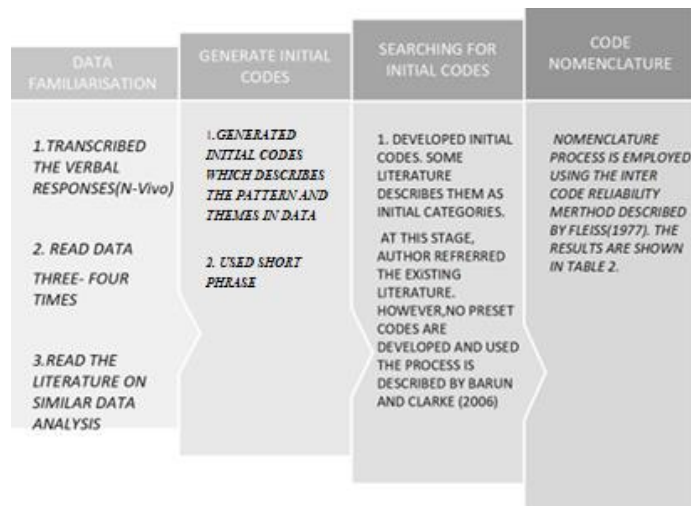 DATA
FAMILIARISATION
1.TRANSCRIBED
THE VERBAL
RESPONSES(N-Vivo)
2. READ DATA
THREE- FOUR
TIMES
3.READ THE
LITERATURE ON
SIMILAR DATA
ANALYSIS
GENERATE INITIAL
CODES
1.GENERATED
INITIAL CODES
WHICH DESCRIBES
THE PATTERN AND
THEMES IN DATA
2. USED SHORT
PHRASE
SEARCHING FOR
INITIAL CODES
1. DEVELOPED INITIAL
CODES. SOME
LITERATURE
DESCRIBES THEM AS
INITIAL CATEGORIES.
AT THIS STAGE,
AUTHOR REFRERRED
THE EXISTING
LITERATURE.
HOWEVER,NO PRESET
CODES ARE
DEVELOPED AND USED
THE PROCESS IS
DESCRIBED BY BARUN
AND CLARKE (2006)
CODE
NOMENCLATURE
NOMENCLATURE
PROCESS IS EMPLOYED
USING THE INTER
CODE RELIABILITY
MERTHOD DESCRIBED
BY FLEISS(1977). THE
RESULTS ARE SHOWN
IN TABLE 2.